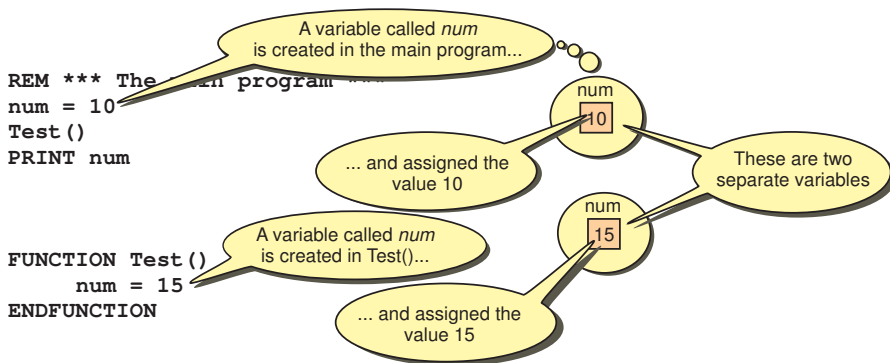 A variable called num
is created in the main program...
REM *** The main program ***
num = 10
Test()
PRINT num
num
10
... and assigned the
value 10
These are two
separate variables
num
15
A variable called num
is created in Test()...
FUNCTION Test()
num = 15
ENDFUNCTION
... and assigned the
value 15